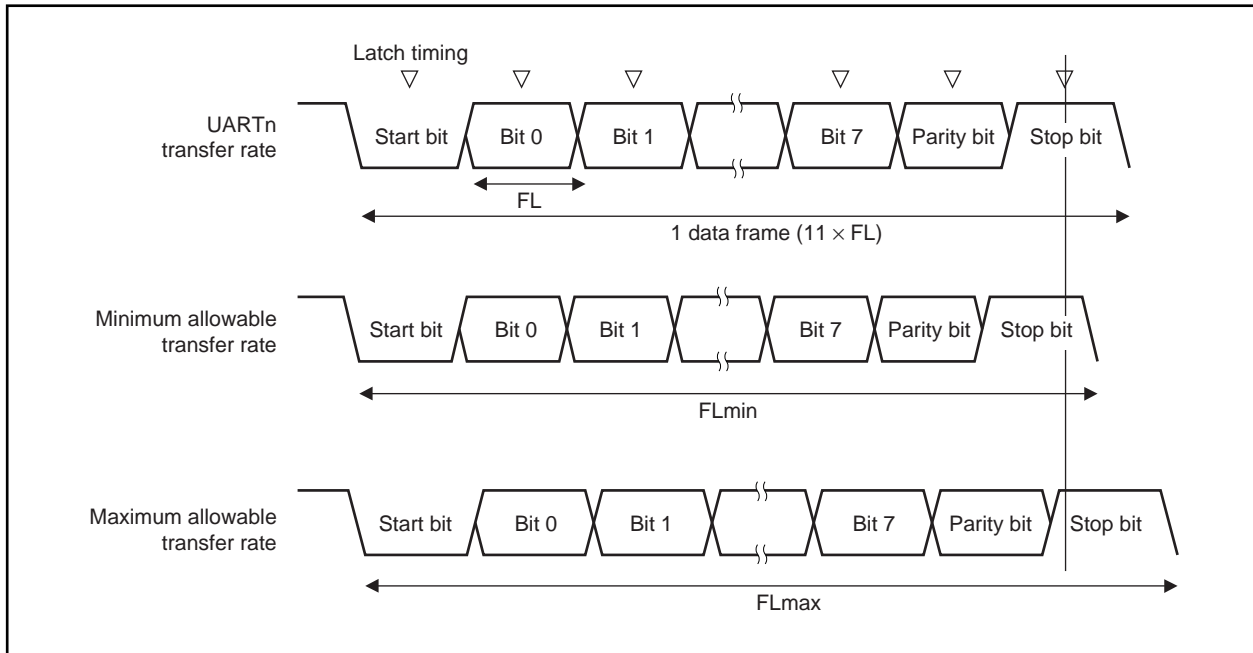 Latch timing
UARTn
transfer rate
Start bit Bit 0 Bit 1 Bit 7 Parity bit Stop bit
FL
1 data frame (11 × FL)
Minimum allowable
transfer rate
Start bit Bit 0 Bit 1 Bit 7 Parity bit Stop bit
FLmin
Maximum allowable
transfer rate
Start bit Bit 0 Bit 1 Bit 7 Parity bit Stop bit
FLmax